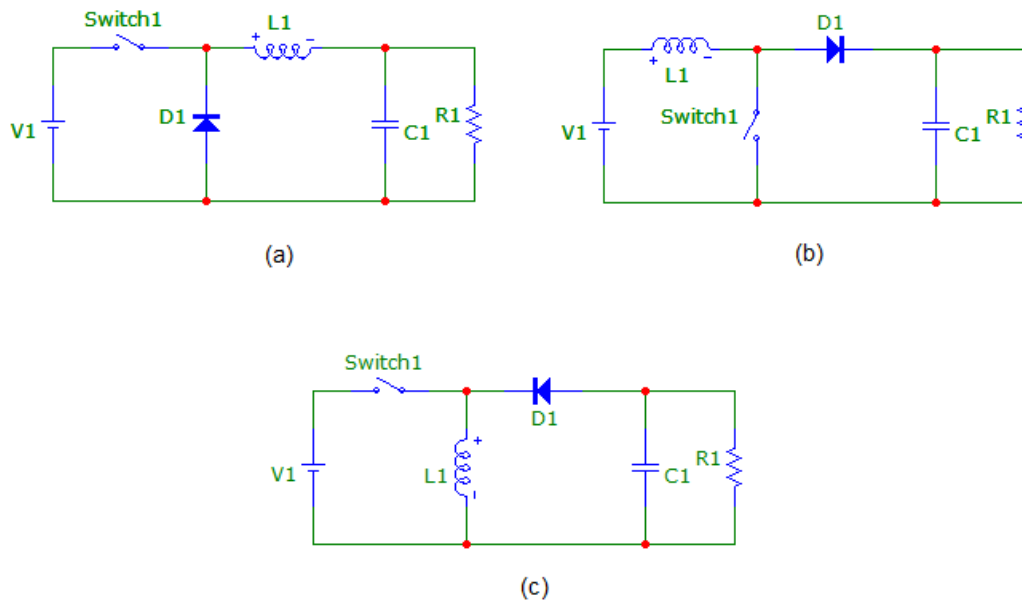 Switch1
L1
+ -
V1
D1
C1
R1
(a)
D1
+ -
L1
Switch1
V1
C1
R1
(b)
Switch1
D1
V1
L1
+
-
C1
R1
(c)